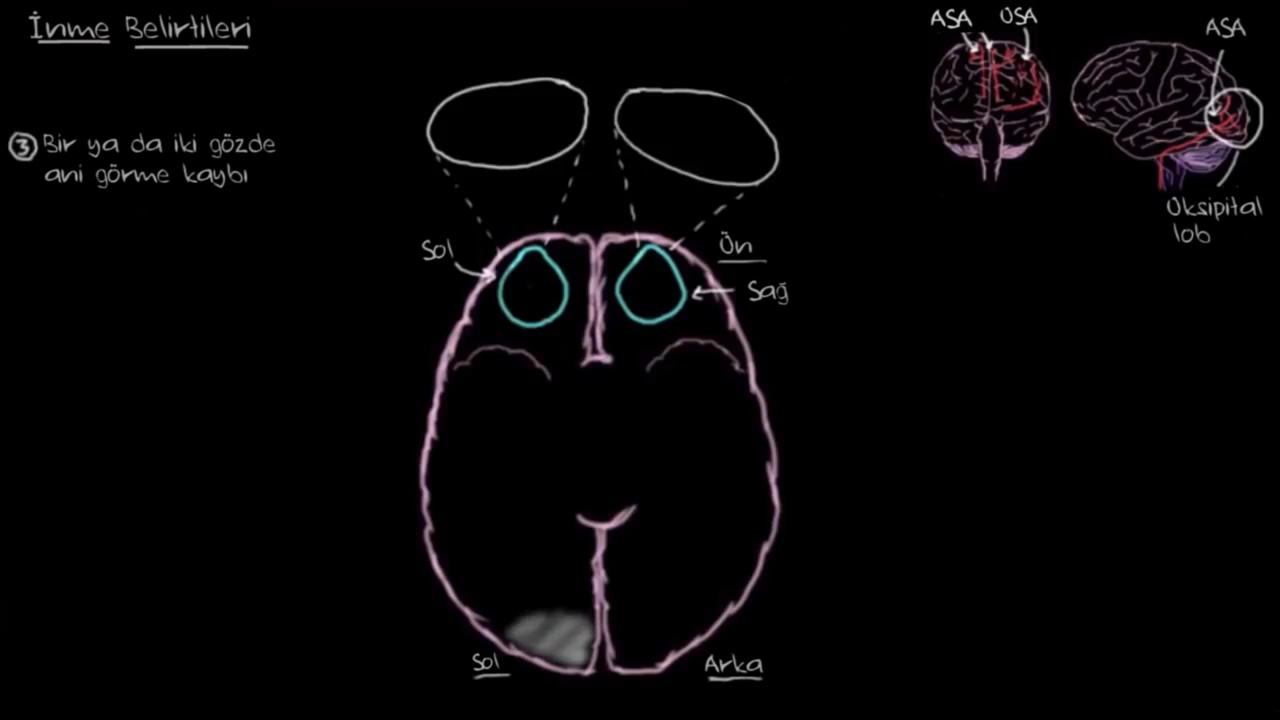 İnme Belirtileri
3 Bir ya da iki gözde
ani görme kaybı
ASA
OSA
ASA
Oksipital
lob
Sol
Ön
Sağ
Sol
Arka